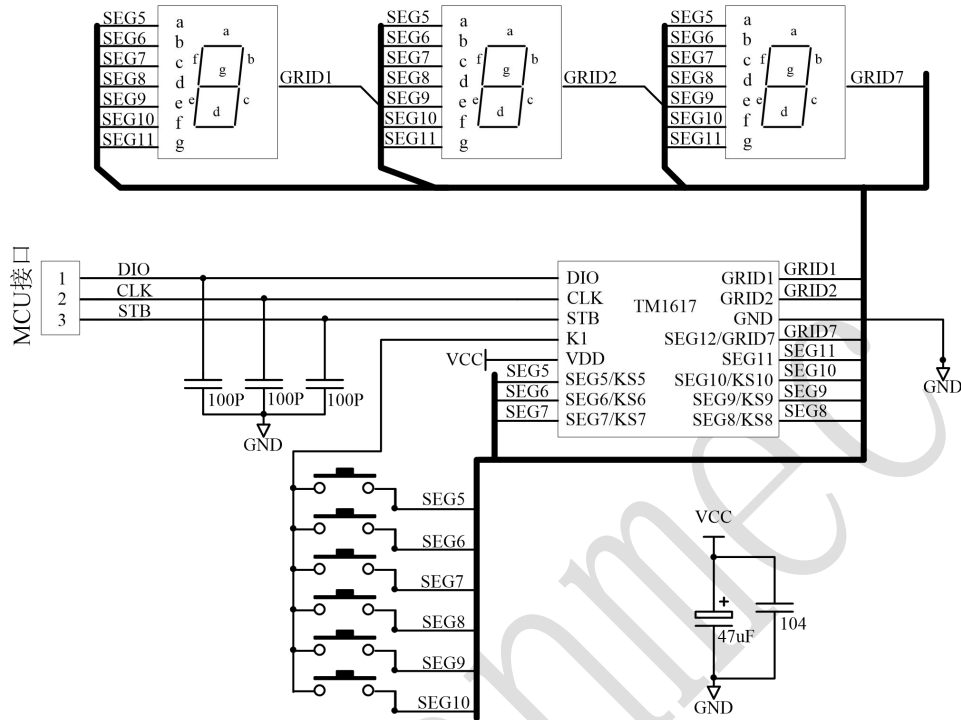 SEG5 a
SEG6 b
SEG7 c
SEG8 d
SEG9 e
SEG10 f
SEG11 g
a
f g b
e d c
GRID1
SEG5 a
SEG6 b
SEG7 c
SEG8 d
SEG9 e
SEG10 f
SEG11 g
a
f g b
e d c
GRID2
SEG5 a
SEG6 b
SEG7 c
SEG8 d
SEG9 e
SEG10 f
SEG11 g
a
f g b
e d c
GRID7
MCU接口
1 DIO
2 CLK
3 STB
100P 100P 100P
GND
VCC
SEG5
SEG6
SEG7
TM1617
DIO
CLK
STB
K1
VDD
SEG5/KS5
SEG6/KS6
SEG7/KS7
GRID1 GRID1
GRID2 GRID2
GND
SEG12/GRID7 GRID7
SEG11 SEG11
SEG10/KS10 SEG10
SEG9/KS9 SEG9
SEG8/KS8 SEG8
GND
SEG5
SEG6
SEG7
SEG8
SEG9
SEG10
VCC
+
47uF 104
GND